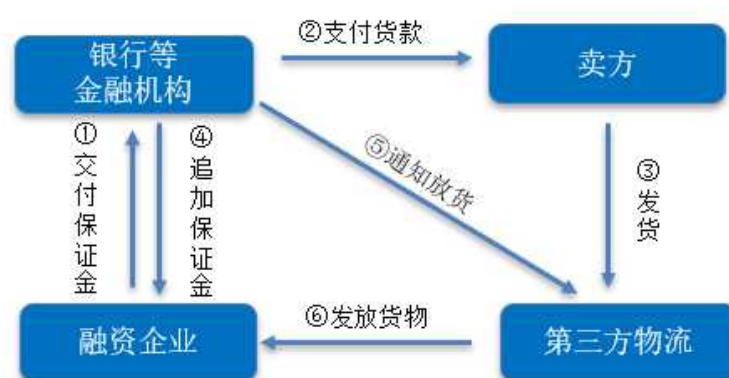 银行等
金融机构
②支付货款
卖方
①交付保证金
④追加保证金
⑤通知放货
③发货
融资企业
⑥发放货物
第三方物流